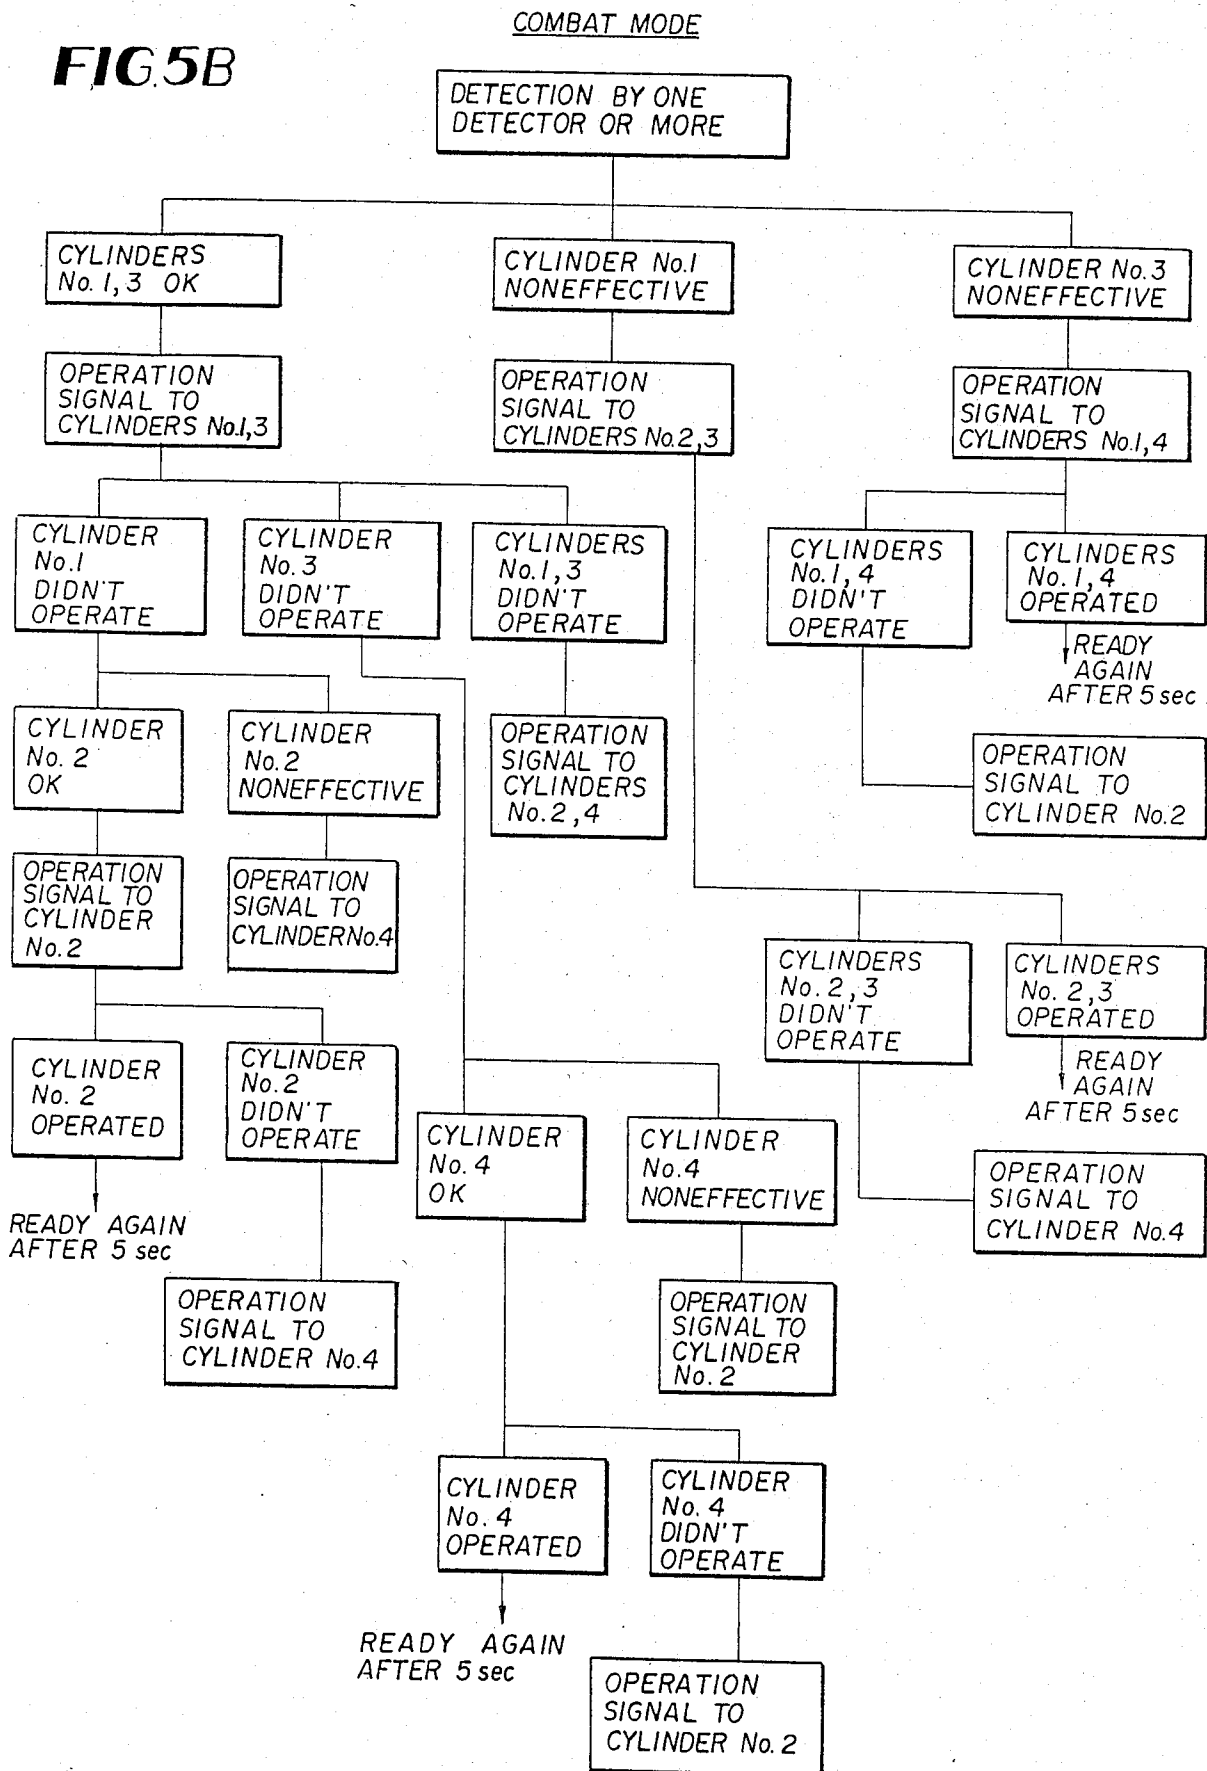 COMBAT MODE
FIG.5B
DETECTION BY ONE
DETECTOR OR MORE
CYLINDERS
No. 1,3 OK
CYLINDER No.1
NONEFFECTIVE
CYLINDER No.3
NONEFFECTIVE
OPERATION
SIGNAL TO
CYLINDERS No.1,3
OPERATION
SIGNAL TO
CYLINDERS No.2,3
OPERATION
SIGNAL TO
CYLINDERS No.1,4
CYLINDER
No.1
DIDN'T
OPERATE
CYLINDER
No.3
DIDN'T
OPERATE
CYLINDERS
No.1,3
DIDN'T
OPERATE
CYLINDERS
No.1,4
DIDN'T
OPERATE
CYLINDERS
No.1,4
OPERATED
READY
AGAIN
AFTER 5 sec
CYLINDER
No. 2
OK
CYLINDER
No.2
NONEFFECTIVE
OPERATION
SIGNAL TO
CYLINDERS
No.2,4
OPERATION
SIGNAL TO
CYLINDER No.2
OPERATION
SIGNAL TO
CYLINDER
No.2
OPERATION
SIGNAL TO
CYLINDER No.4
CYLINDERS
No.2,3
DIDN'T
OPERATE
CYLINDERS
No.2,3
OPERATED
READY
AGAIN
AFTER 5 sec
CYLINDER
No. 2
OPERATED
CYLINDER
No.2
DIDN'T
OPERATE
CYLINDER
No. 4
OK
CYLINDER
No.4
NONEFFECTIVE
OPERATION
SIGNAL TO
CYLINDER No.4
READY AGAIN
AFTER 5 sec
OPERATION
SIGNAL TO
CYLINDER No.4
OPERATION
SIGNAL TO
CYLINDER
No. 2
CYLINDER
No. 4
OPERATED
CYLINDER
No. 4
DIDN'T
OPERATE
READY AGAIN
AFTER 5 sec
OPERATION
SIGNAL TO
CYLINDER No. 2